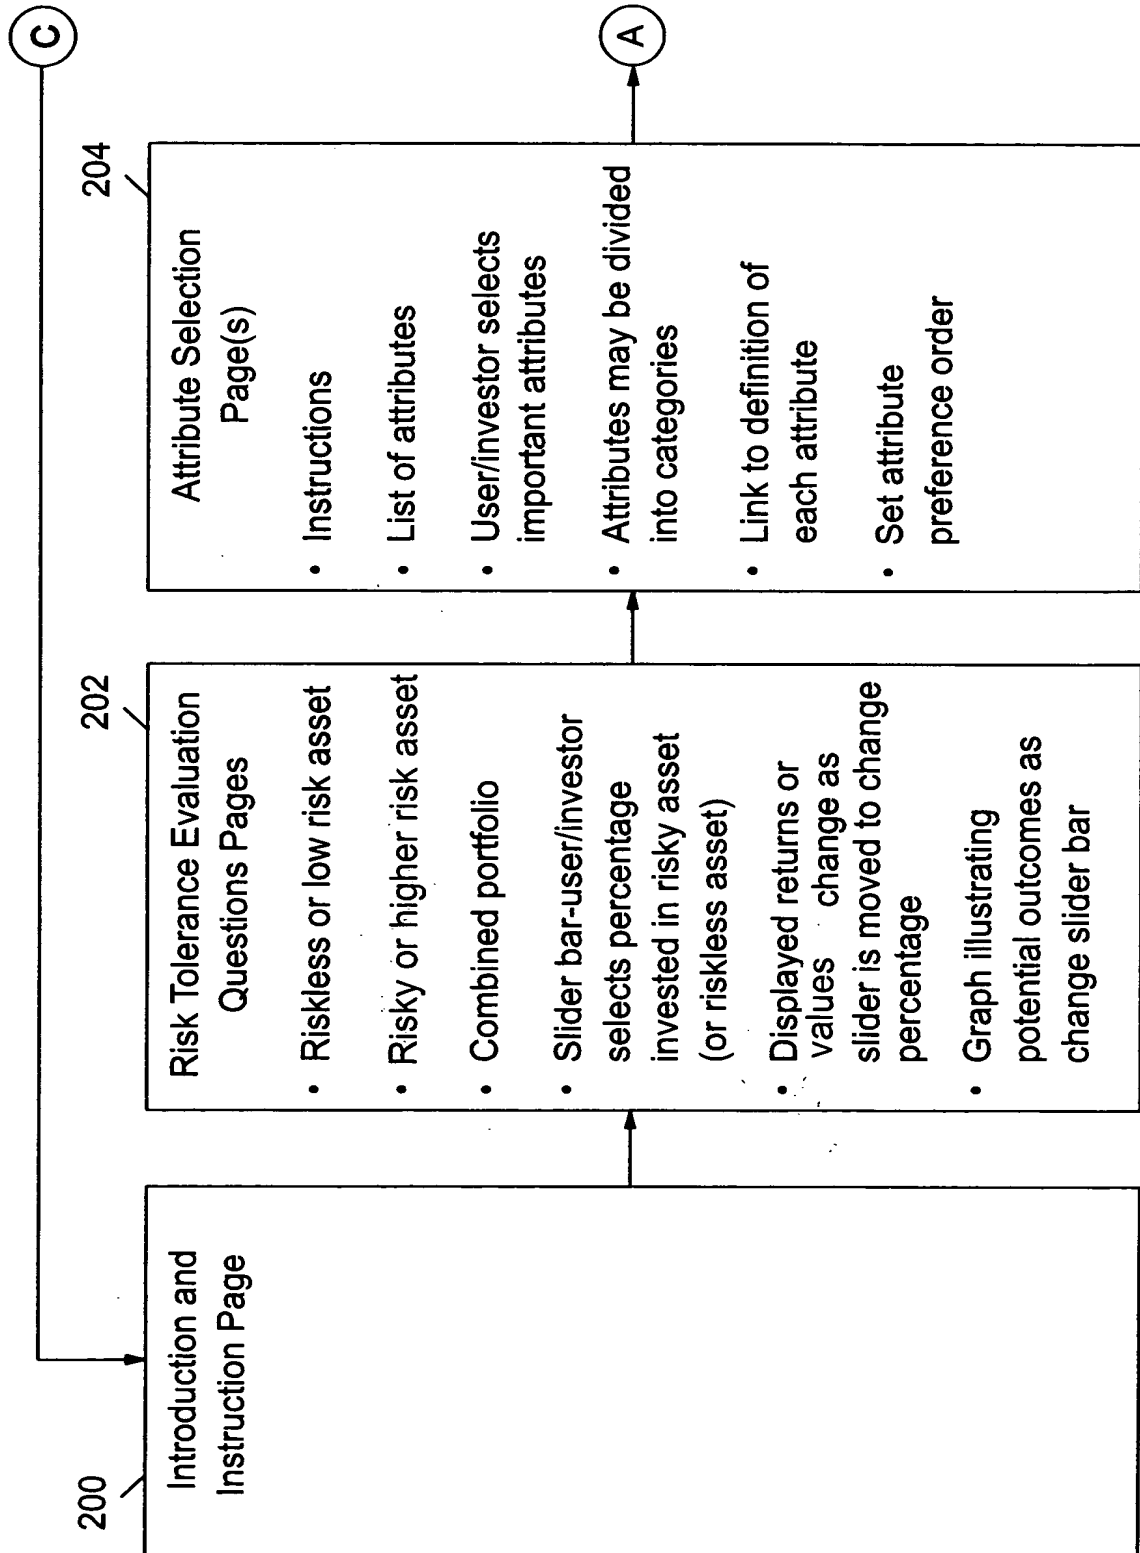 C
200
Introduction and
Instruction Page
202
Risk Tolerance Evaluation
Questions Pages
• Riskless or low risk asset
• Risky or higher risk asset
• Combined portfolio
• Slider bar-user/investor
selects percentage
invested in risky asset
(or riskless asset)
• Displayed returns or
values change as
slider is moved to change
percentage
• Graph illustrating
potential outcomes as
change slider bar
204
Attribute Selection
Page(s)
• Instructions
• List of attributes
• User/investor selects
important attributes
• Attributes may be divided
into categories
• Link to definition of
each attribute
• Set attribute
preference order
A